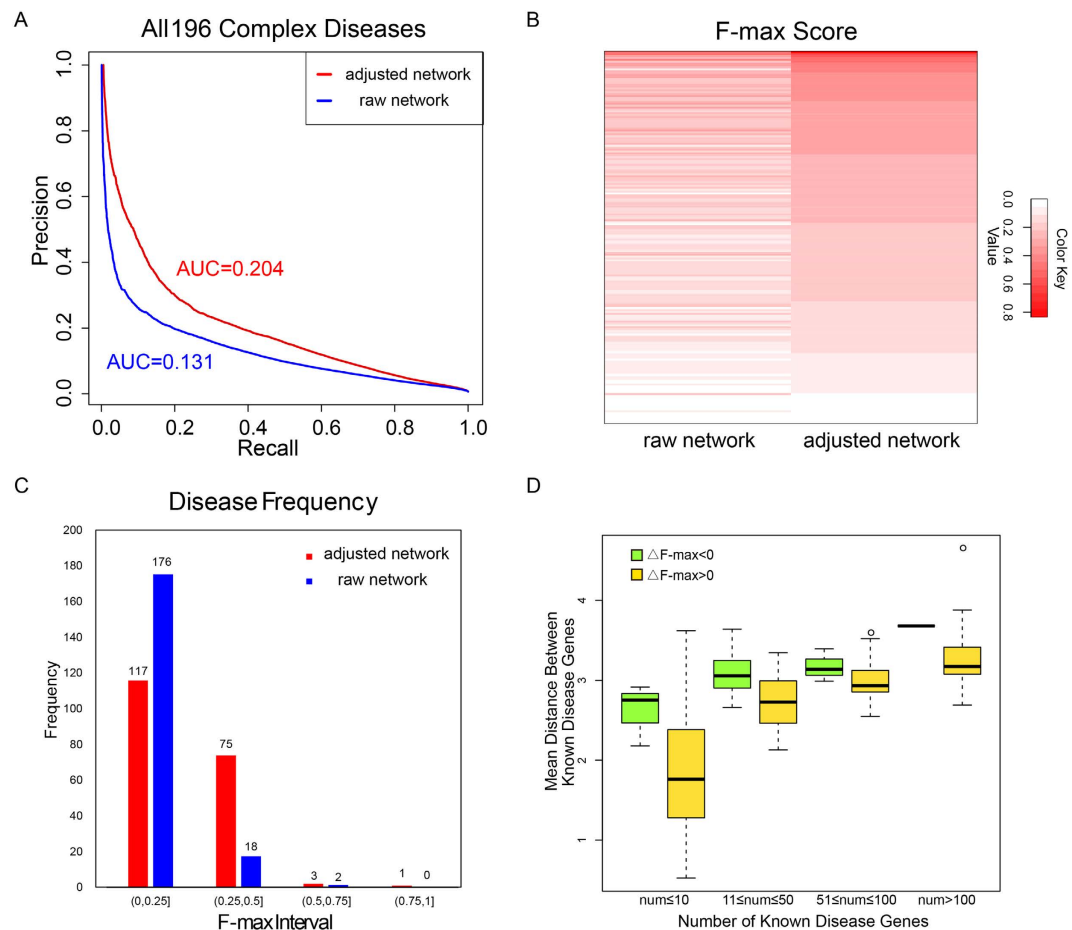 A
All196 Complex Diseases
adjusted network
raw network
AUC=0.204
AUC=0.131
Precision
0.0 0.2 0.4 0.6 0.8 1.0
0.0 0.2 0.4 0.6 0.8 1.0
Recall
B
F-max Score
raw network adjusted network
0.0 0.2 0.4 0.6 0.8
Value
Color Key
C
Disease Frequency
adjusted network
raw network
Frequency
200
180
160
140
120
100
80
60
40
20
0
117 176
75 18
3 2
1 0
(0,0.25] (0.25,0.5] (0.5,0.75] (0.75,1]
F-max Interval
D
△F-max<0
△F-max>0
Mean Distance Between
Known Disease Genes
4
3
2
1
num≤10 11≤num≤50 51≤num≤100 num>100
Number of Known Disease Genes